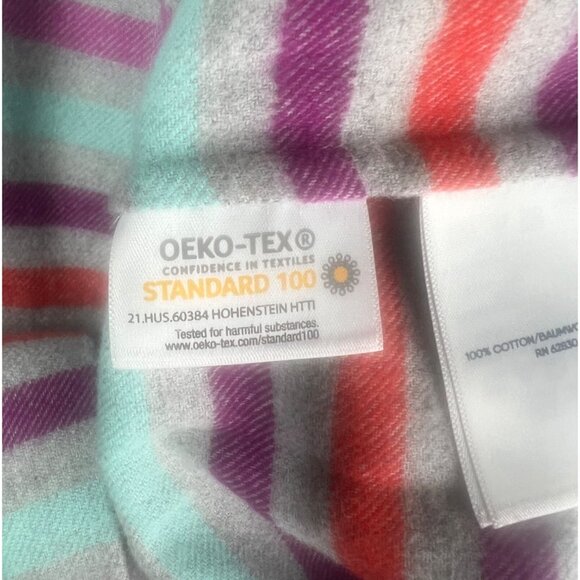 OEKO-TEX®
CONFIDENCE IN TEXTILES
STANDARD 100
21.HUS.60384 HOHENSTEIN HTTI
Tested for harmful substances.
www.oeko-tex.com/standard100
100% COTTON/BAUMW
RN 62830